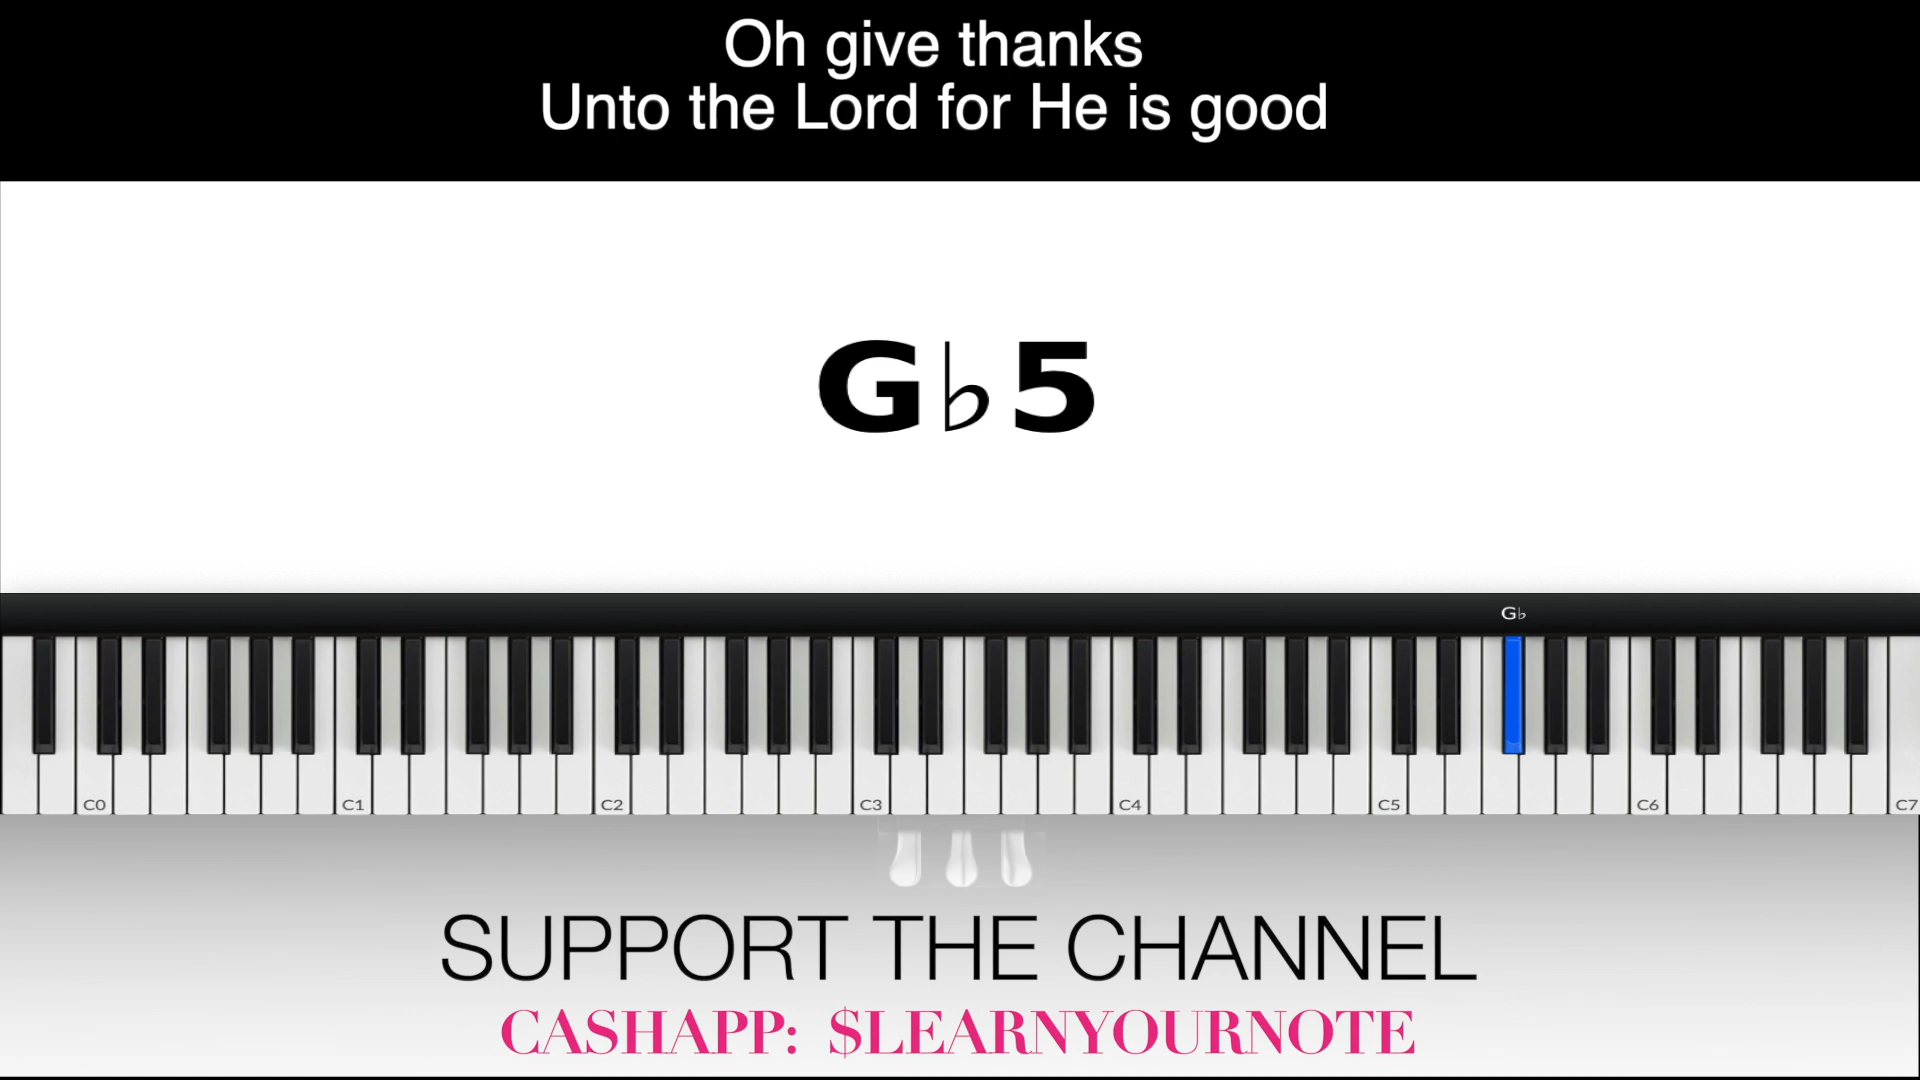 Oh give thanks
Unto the Lord for He is good
G♭5
G♭
C0 C1 C2 C3 C4 C5 C6 C7
SUPPORT THE CHANNEL
CASHAPP: $LEARNYOURNOTE